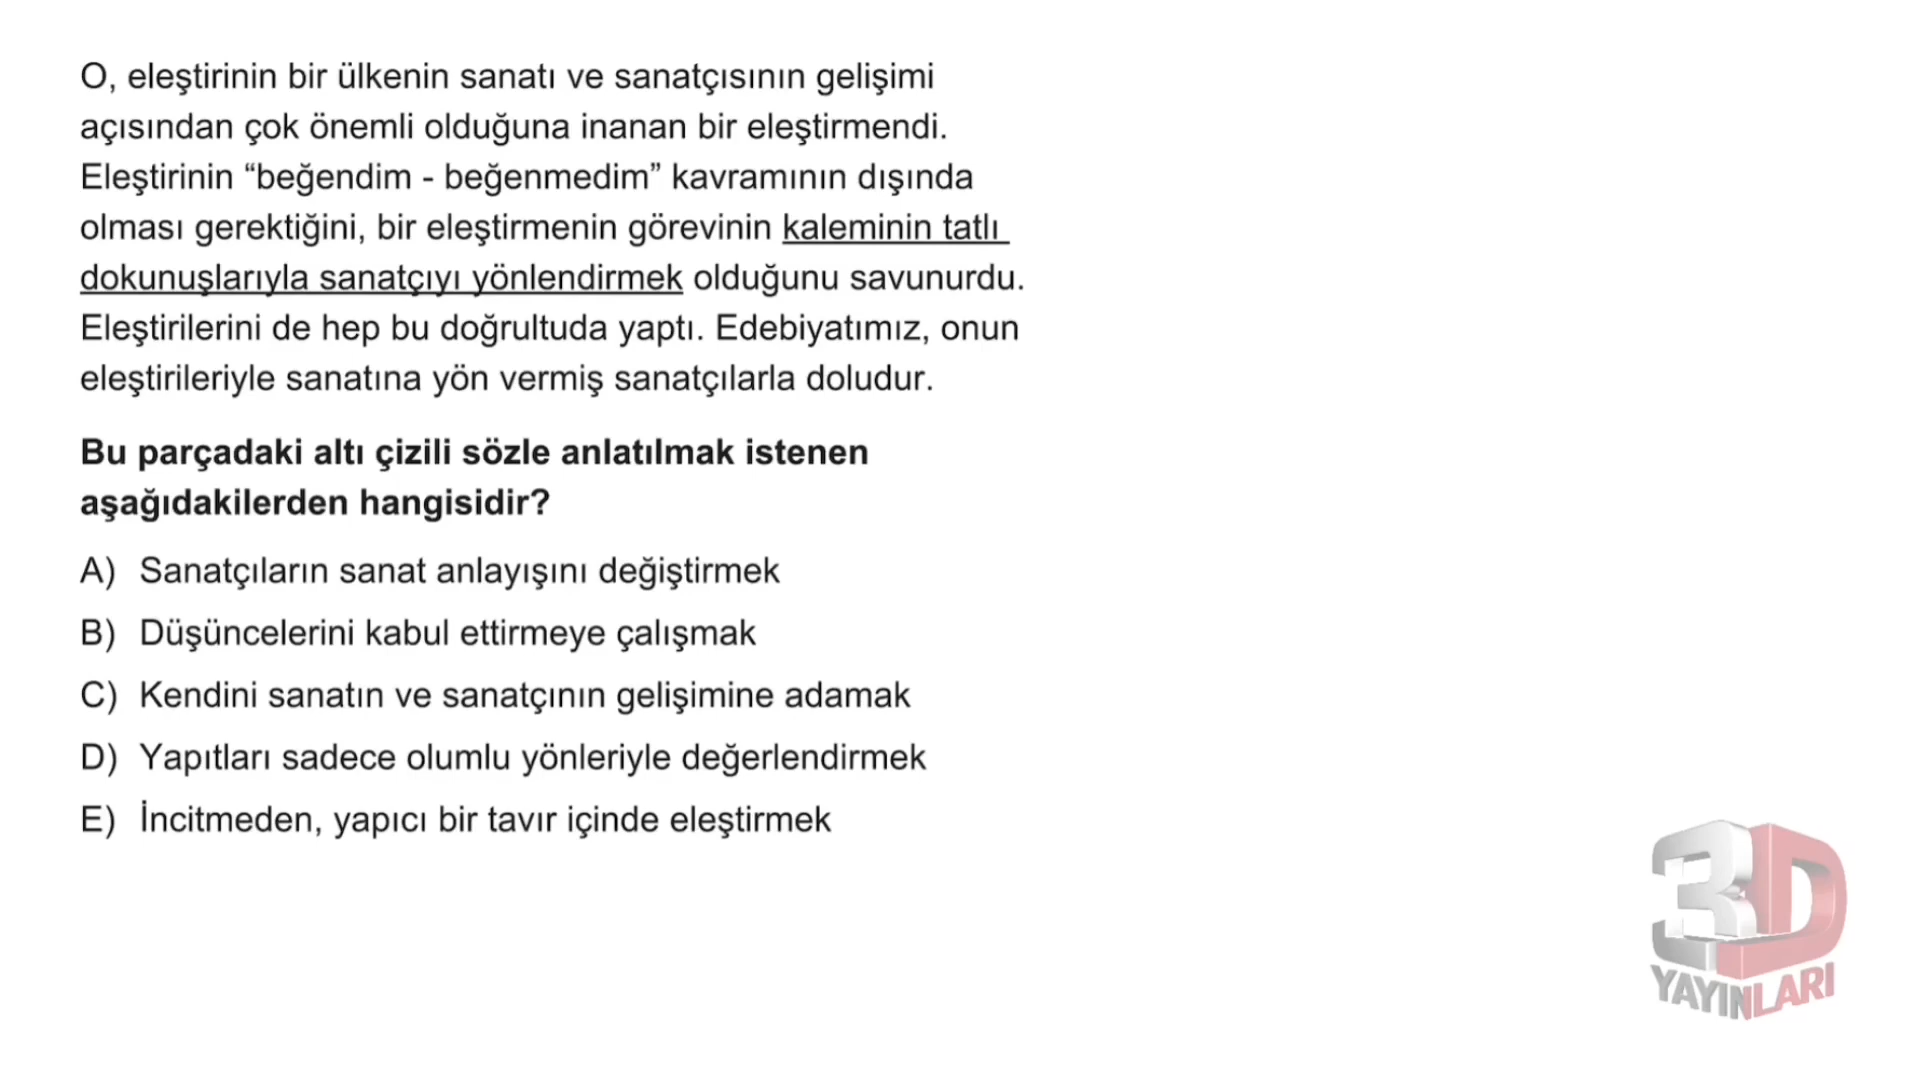 O, eleştirinin bir ülkenin sanatı ve sanatçısının gelişimi
açısından çok önemli olduğuna inanan bir eleştirmendi.
Eleştirinin “beğendim - beğenmedim” kavramının dışında
olması gerektiğini, bir eleştirmenin görevinin kaleminin tatlı
dokunuşlarıyla sanatçıyı yönlendirmek olduğunu savunurdu.
Eleştirilerini de hep bu doğrultuda yaptı. Edebiyatımız, onun
eleştirileriyle sanatına yön vermiş sanatçılarla doludur.
Bu parçadaki altı çizili sözle anlatılmak istenen
aşağıdakilerden hangisidir?
A) Sanatçıların sanat anlayışını değiştirmek
B) Düşüncelerini kabul ettirmeye çalışmak
C) Kendini sanatın ve sanatçının gelişimine adamak
D) Yapıtları sadece olumlu yönleriyle değerlendirmek
E) İncitmeden, yapıcı bir tavır içinde eleştirmek
3D
YAYINLARI